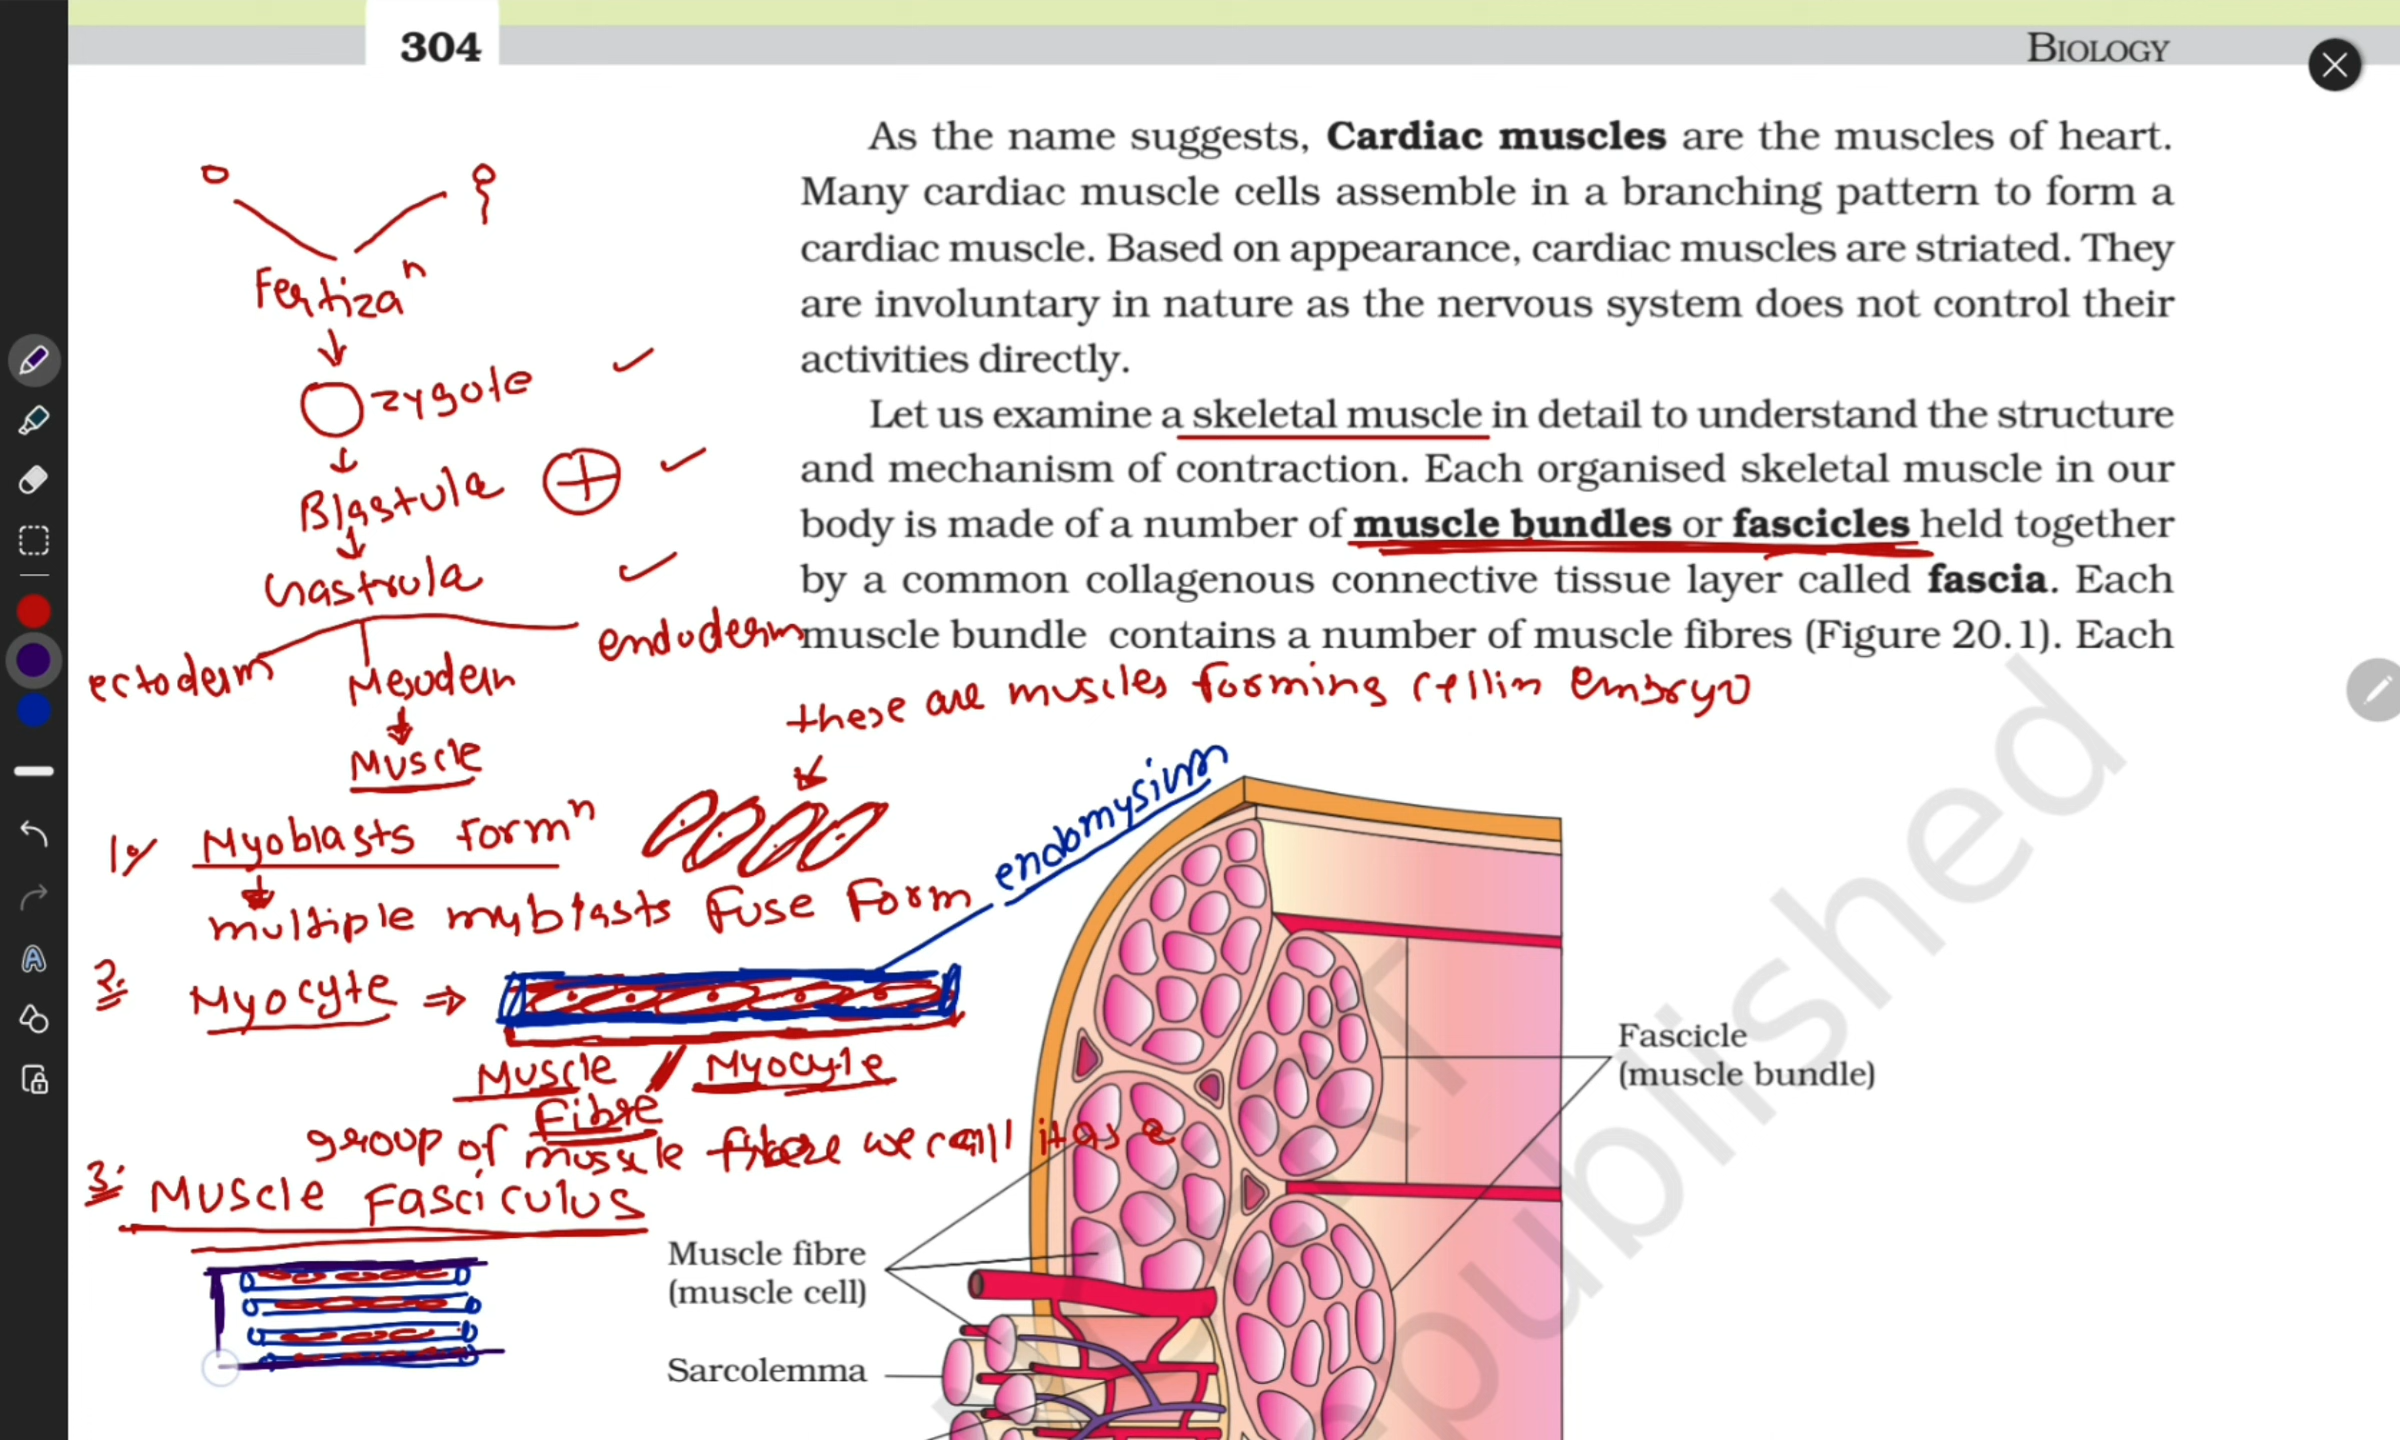 304
BIOLOGY
As the name suggests, Cardiac muscles are the muscles of heart.
Many cardiac muscle cells assemble in a branching pattern to form a
cardiac muscle. Based on appearance, cardiac muscles are striated. They
are involuntary in nature as the nervous system does not control their
activities directly.
Let us examine a skeletal muscle in detail to understand the structure
and mechanism of contraction. Each organised skeletal muscle in our
body is made of a number of muscle bundles or fascicles held together
by a common collagenous connective tissue layer called fascia. Each
muscle bundle contains a number of muscle fibres (Figure 20.1). Each
Zygote
Blastula
Gastrula
ectoderm
endoderm
Muscle
these are muscles forming cell in embryo
1. Myoblasts formⁿ
multiple myblasts Fuse Form
endomysium
2. Myocyte ⇒
Muscle / Myocyte
Fibre
group of muscle fibre we call it as a
3. Muscle Fasciculus
Fascicle
(muscle bundle)
Muscle fibre
(muscle cell)
Sarcolemma
published